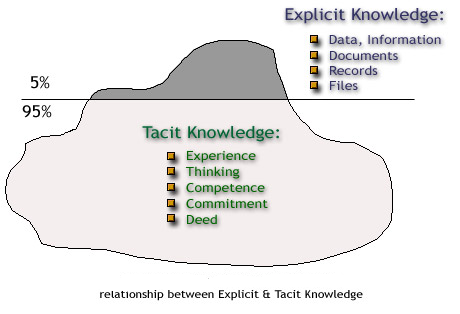 Explicit Knowledge:
Data, Information
Documents
Records
Files
5%
95%
Tacit Knowledge:
Experience
Thinking
Competence
Commitment
Deed
relationship between Explicit & Tacit Knowledge